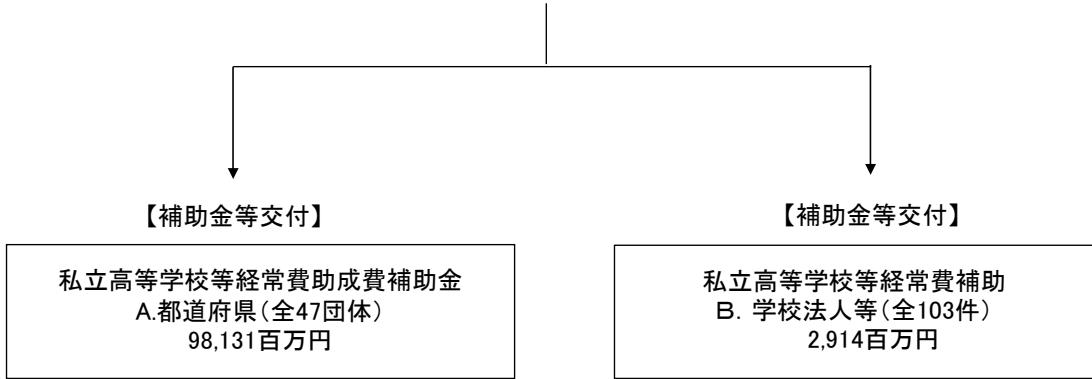 【補助金等交付】
私立高等学校等経常費助成費補助金
A.都道府県(全47団体)
98,131百万円
【補助金等交付】
私立高等学校等経常費補助
B. 学校法人等(全103件)
2,914百万円